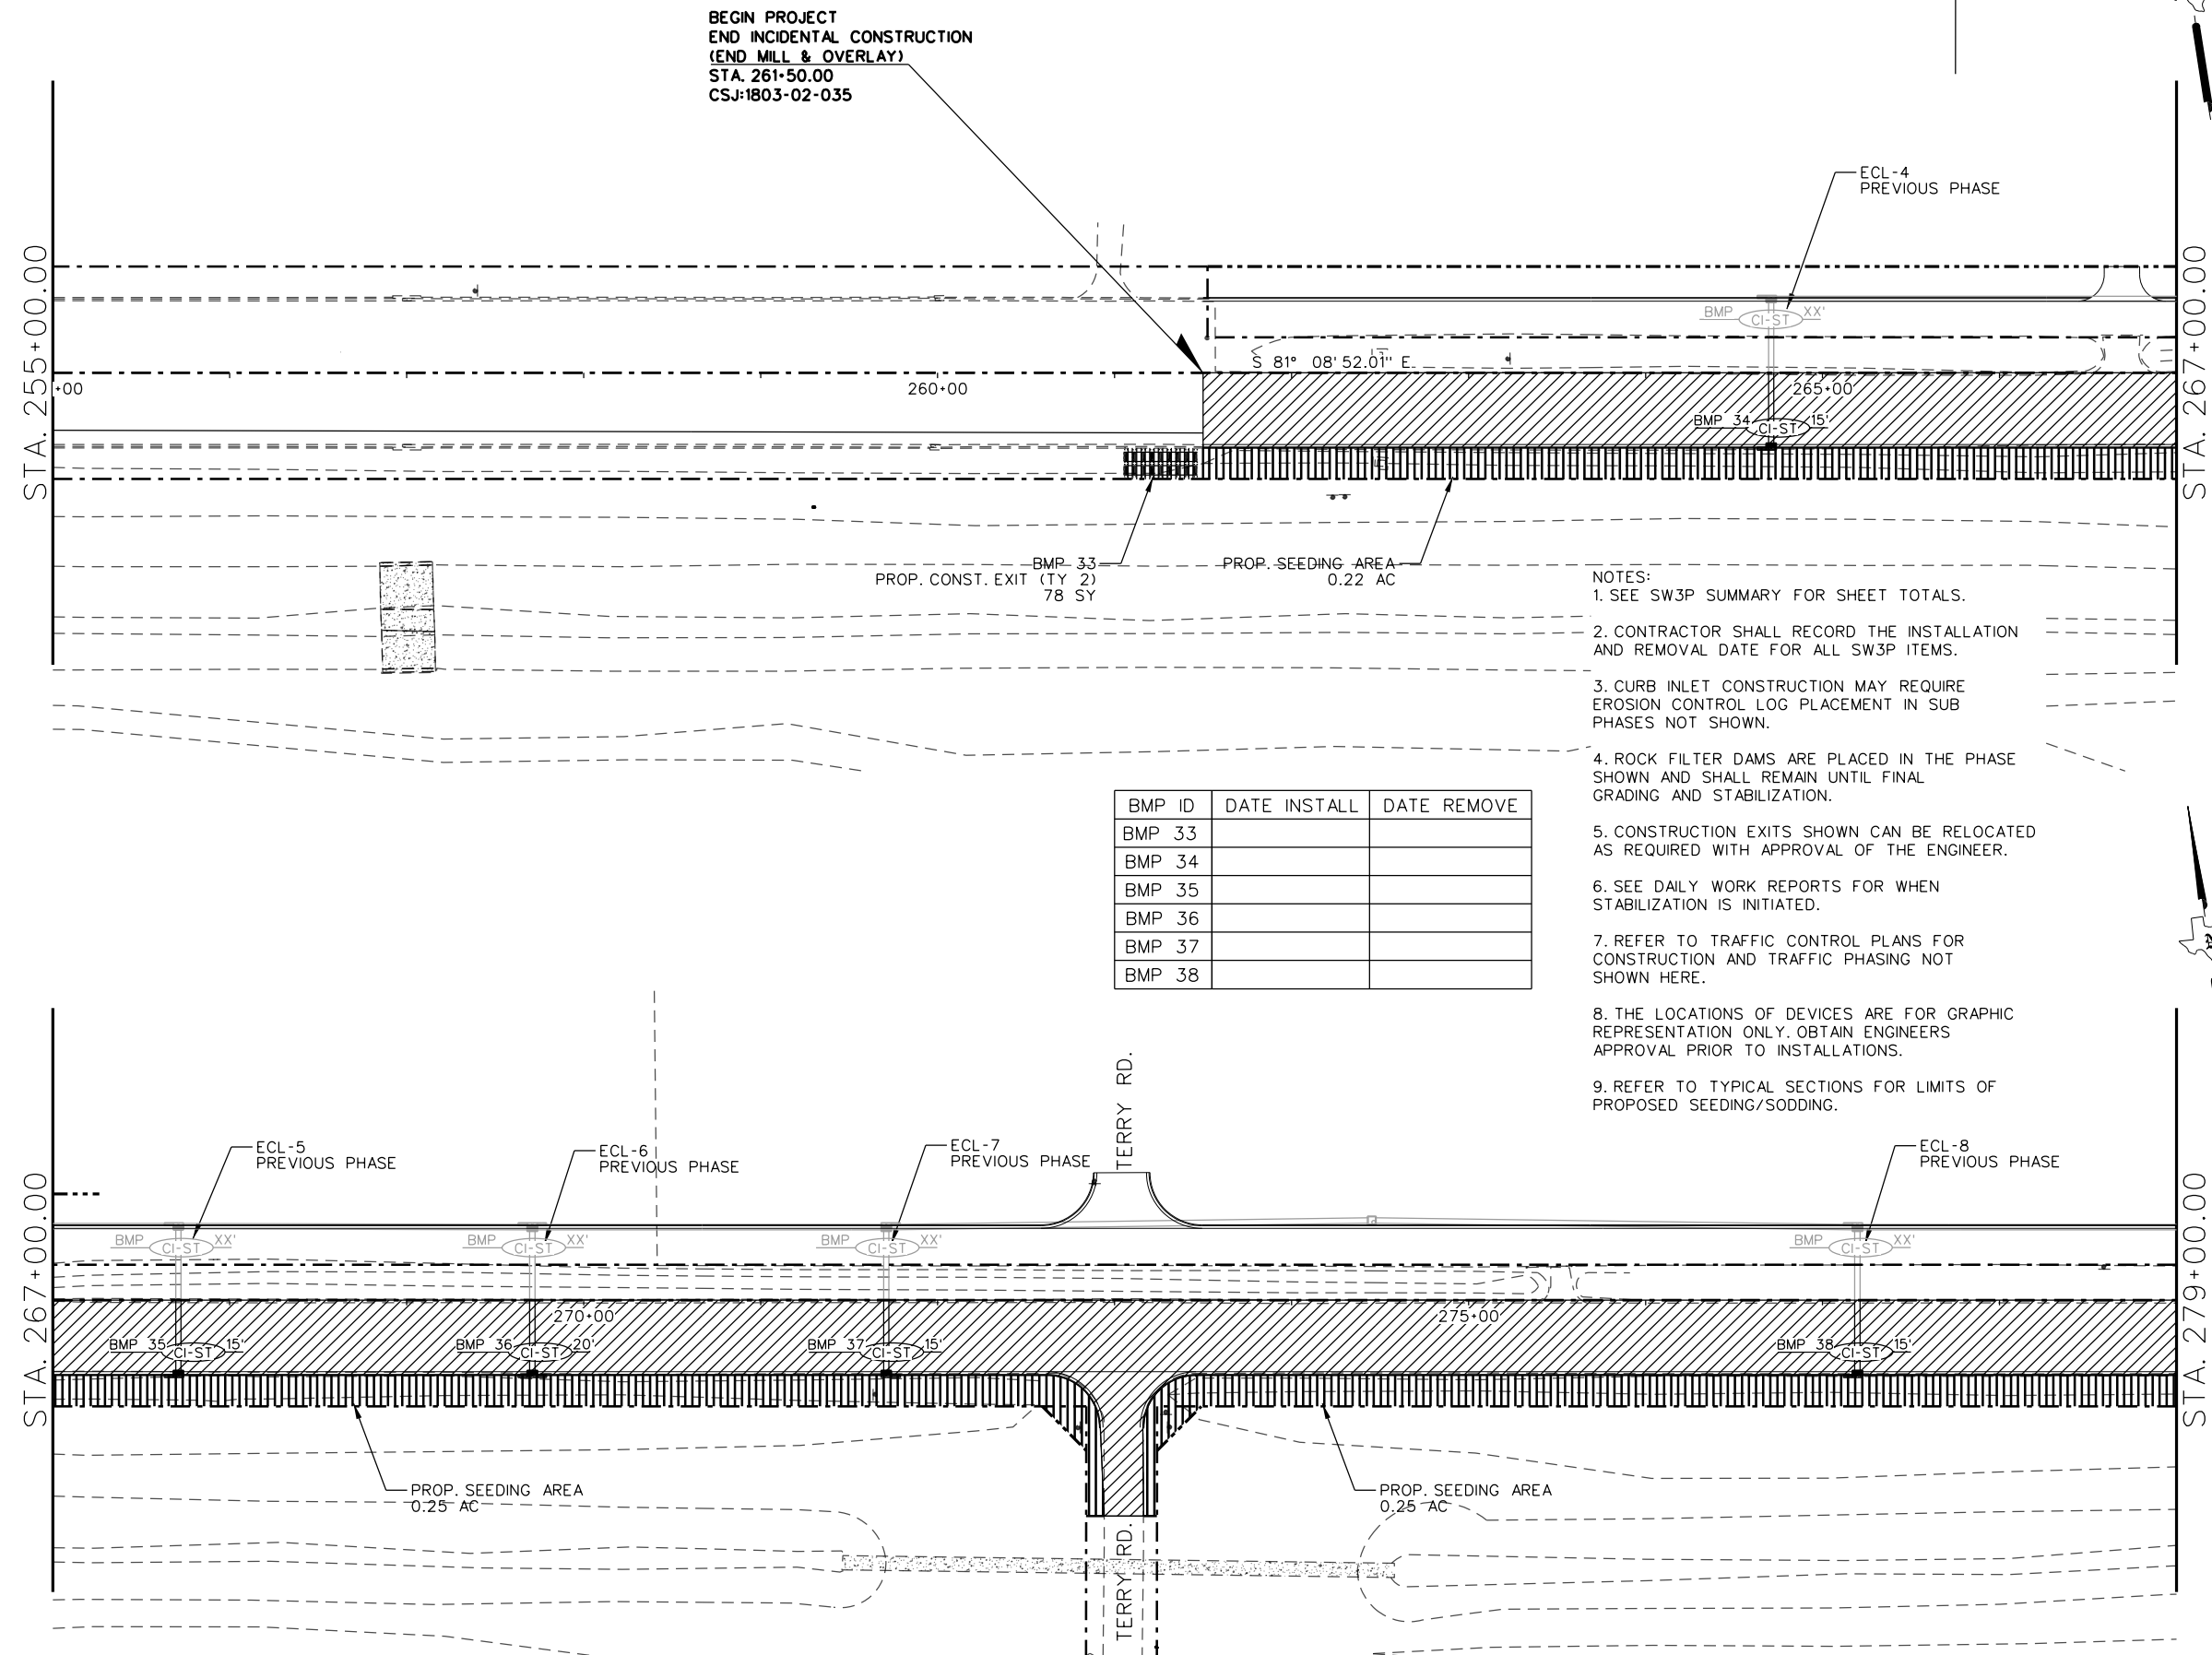 BEGIN PROJECT
END INCIDENTAL CONSTRUCTION
(END MILL & OVERLAY)
STA. 261+50.00
CSJ:1803-02-035
ECL-4
PREVIOUS PHASE
STA. 255+00.00
STA. 267+00.00
BMP CI-ST XX'
S 81° 08' 52.01" E
+00
260+00
265+00
BMP 34 CI-ST 15'
BMP 33
PROP. CONST. EXIT (TY 2)
78 SY
PROP. SEEDING AREA
0.22 AC
NOTES:
1. SEE SW3P SUMMARY FOR SHEET TOTALS.
2. CONTRACTOR SHALL RECORD THE INSTALLATION
AND REMOVAL DATE FOR ALL SW3P ITEMS.
3. CURB INLET CONSTRUCTION MAY REQUIRE
EROSION CONTROL LOG PLACEMENT IN SUB
PHASES NOT SHOWN.
4. ROCK FILTER DAMS ARE PLACED IN THE PHASE
SHOWN AND SHALL REMAIN UNTIL FINAL
GRADING AND STABILIZATION.
5. CONSTRUCTION EXITS SHOWN CAN BE RELOCATED
AS REQUIRED WITH APPROVAL OF THE ENGINEER.
6. SEE DAILY WORK REPORTS FOR WHEN
STABILIZATION IS INITIATED.
7. REFER TO TRAFFIC CONTROL PLANS FOR
CONSTRUCTION AND TRAFFIC PHASING NOT
SHOWN HERE.
8. THE LOCATIONS OF DEVICES ARE FOR GRAPHIC
REPRESENTATION ONLY. OBTAIN ENGINEERS
APPROVAL PRIOR TO INSTALLATIONS.
9. REFER TO TYPICAL SECTIONS FOR LIMITS OF
PROPOSED SEEDING/SODDING.
BMP ID DATE INSTALL DATE REMOVE
BMP 33
BMP 34
BMP 35
BMP 36
BMP 37
BMP 38
TERRY RD.
ECL-5
PREVIOUS PHASE
ECL-6
PREVIOUS PHASE
ECL-7
PREVIOUS PHASE
ECL-8
PREVIOUS PHASE
STA. 267+00.00
STA. 279+00.00
BMP CI-ST XX'
BMP CI-ST XX'
BMP CI-ST XX'
BMP CI-ST XX'
270+00
275+00
BMP 35 CI-ST 15'
BMP 36 CI-ST 20'
BMP 37 CI-ST 15'
BMP 38 CI-ST 15'
PROP. SEEDING AREA
0.25 AC
PROP. SEEDING AREA
0.25 AC
TERRY RD.